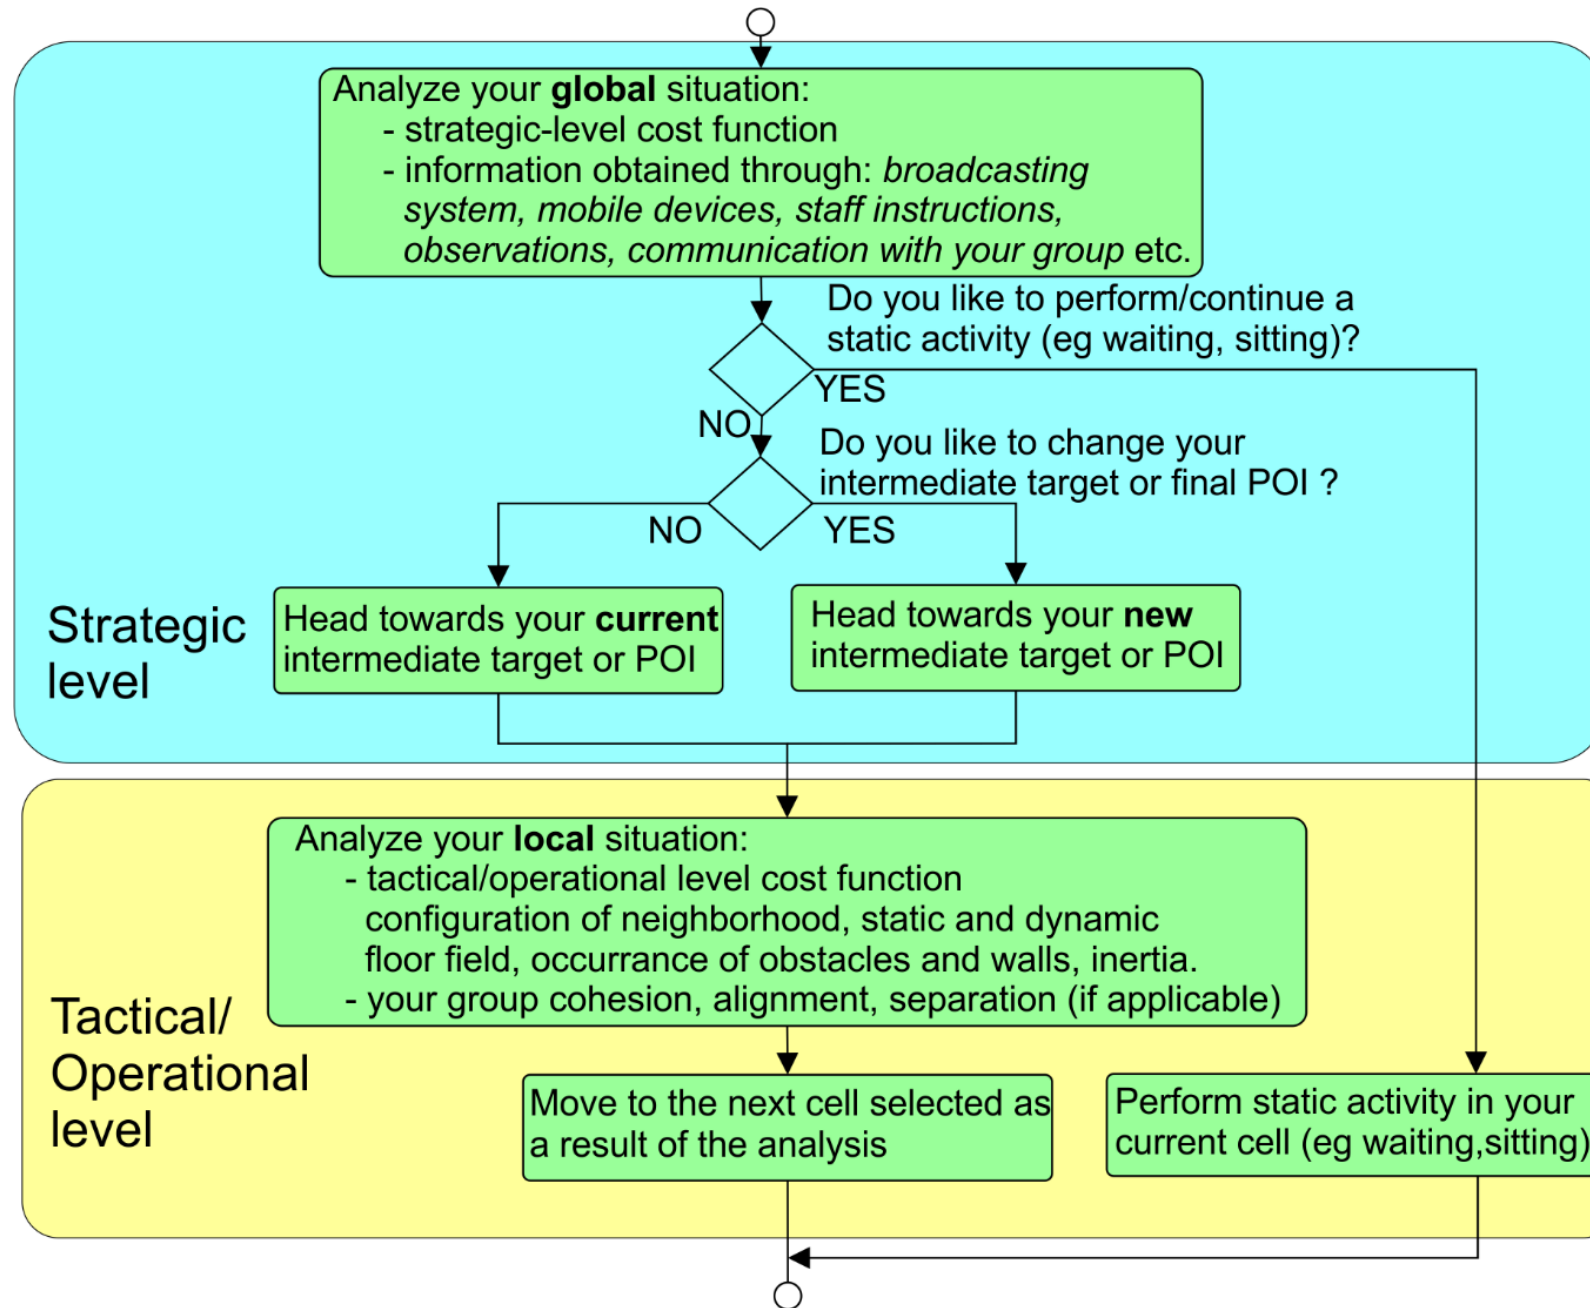 Analyze your global situation:
- strategic-level cost function
- information obtained through: broadcasting
system, mobile devices, staff instructions,
observations, communication with your group etc.
Do you like to perform/continue a
static activity (eg waiting, sitting)?
YES
NO
Do you like to change your
intermediate target or final POI ?
NO
YES
Strategic
level
Head towards your current
intermediate target or POI
Head towards your new
intermediate target or POI
Analyze your local situation:
- tactical/operational level cost function
configuration of neighborhood, static and dynamic
floor field, occurrance of obstacles and walls, inertia.
- your group cohesion, alignment, separation (if applicable)
Tactical/
Operational
level
Move to the next cell selected as
a result of the analysis
Perform static activity in your
current cell (eg waiting,sitting)